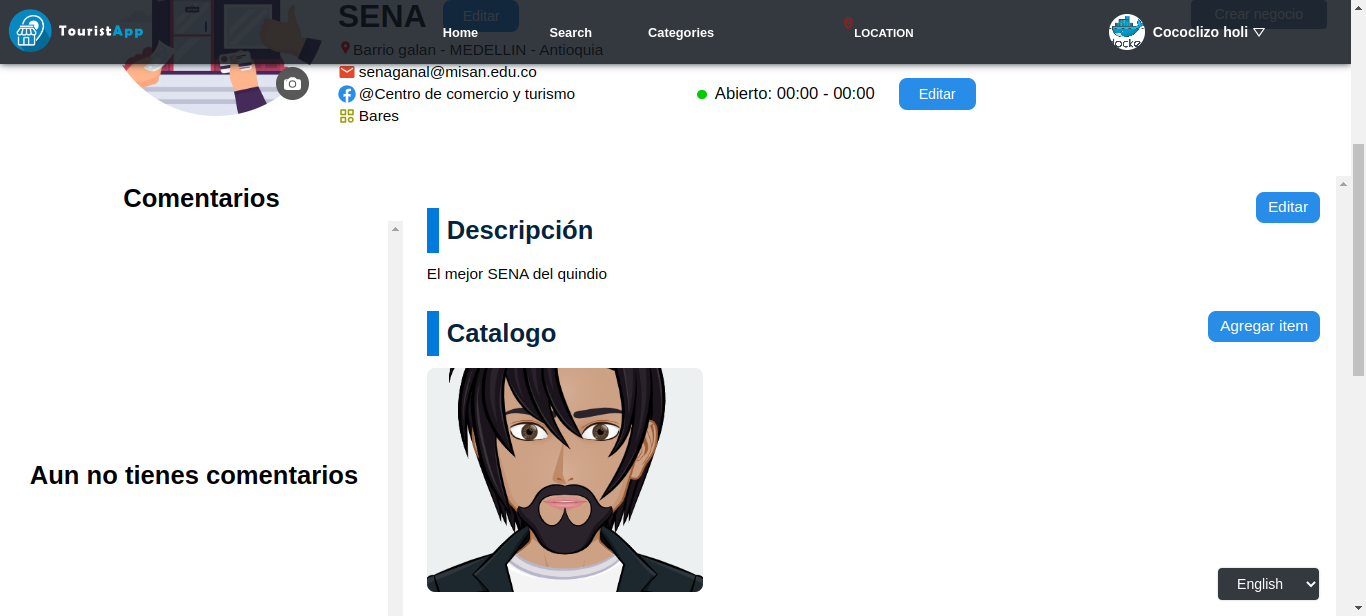 SENA
Editar
Crear negocio
TouristApp
Home
Search
Categories
LOCATION
Cococlizo holi
Barrio galan - MEDELLIN - Antioquia
senaganal@misan.edu.co
@Centro de comercio y turismo
Abierto: 00:00 - 00:00
Editar
Bares
Comentarios
Editar
Descripción
El mejor SENA del quindio
Catalogo
Agregar item
Aun no tienes comentarios
English